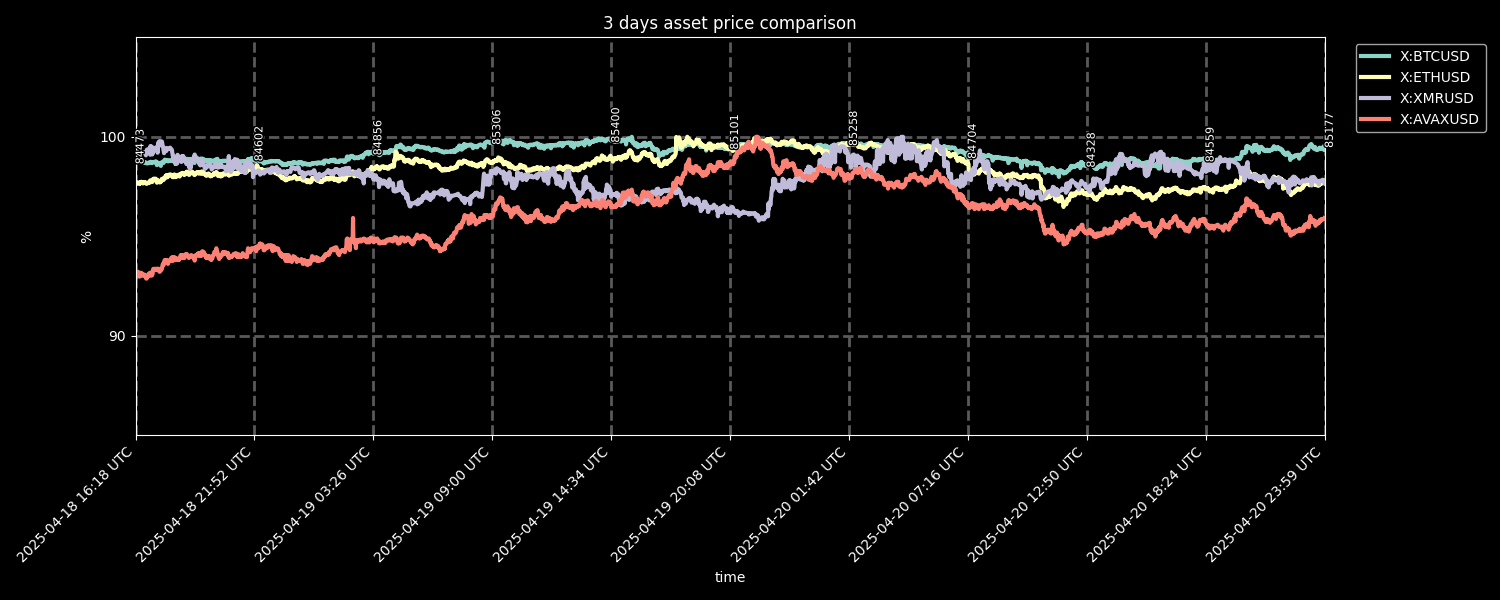 3 days asset price comparison
X:BTCUSD
X:ETHUSD
X:XMRUSD
X:AVAXUSD
100
90
%
84473
84602
84856
85306
85400
85101
85258
84704
84328
84559
85177
2025-04-18 16:18 UTC
2025-04-18 21:52 UTC
2025-04-19 03:26 UTC
2025-04-19 09:00 UTC
2025-04-19 14:34 UTC
2025-04-19 20:08 UTC
2025-04-20 01:42 UTC
2025-04-20 07:16 UTC
2025-04-20 12:50 UTC
2025-04-20 18:24 UTC
2025-04-20 23:59 UTC
time